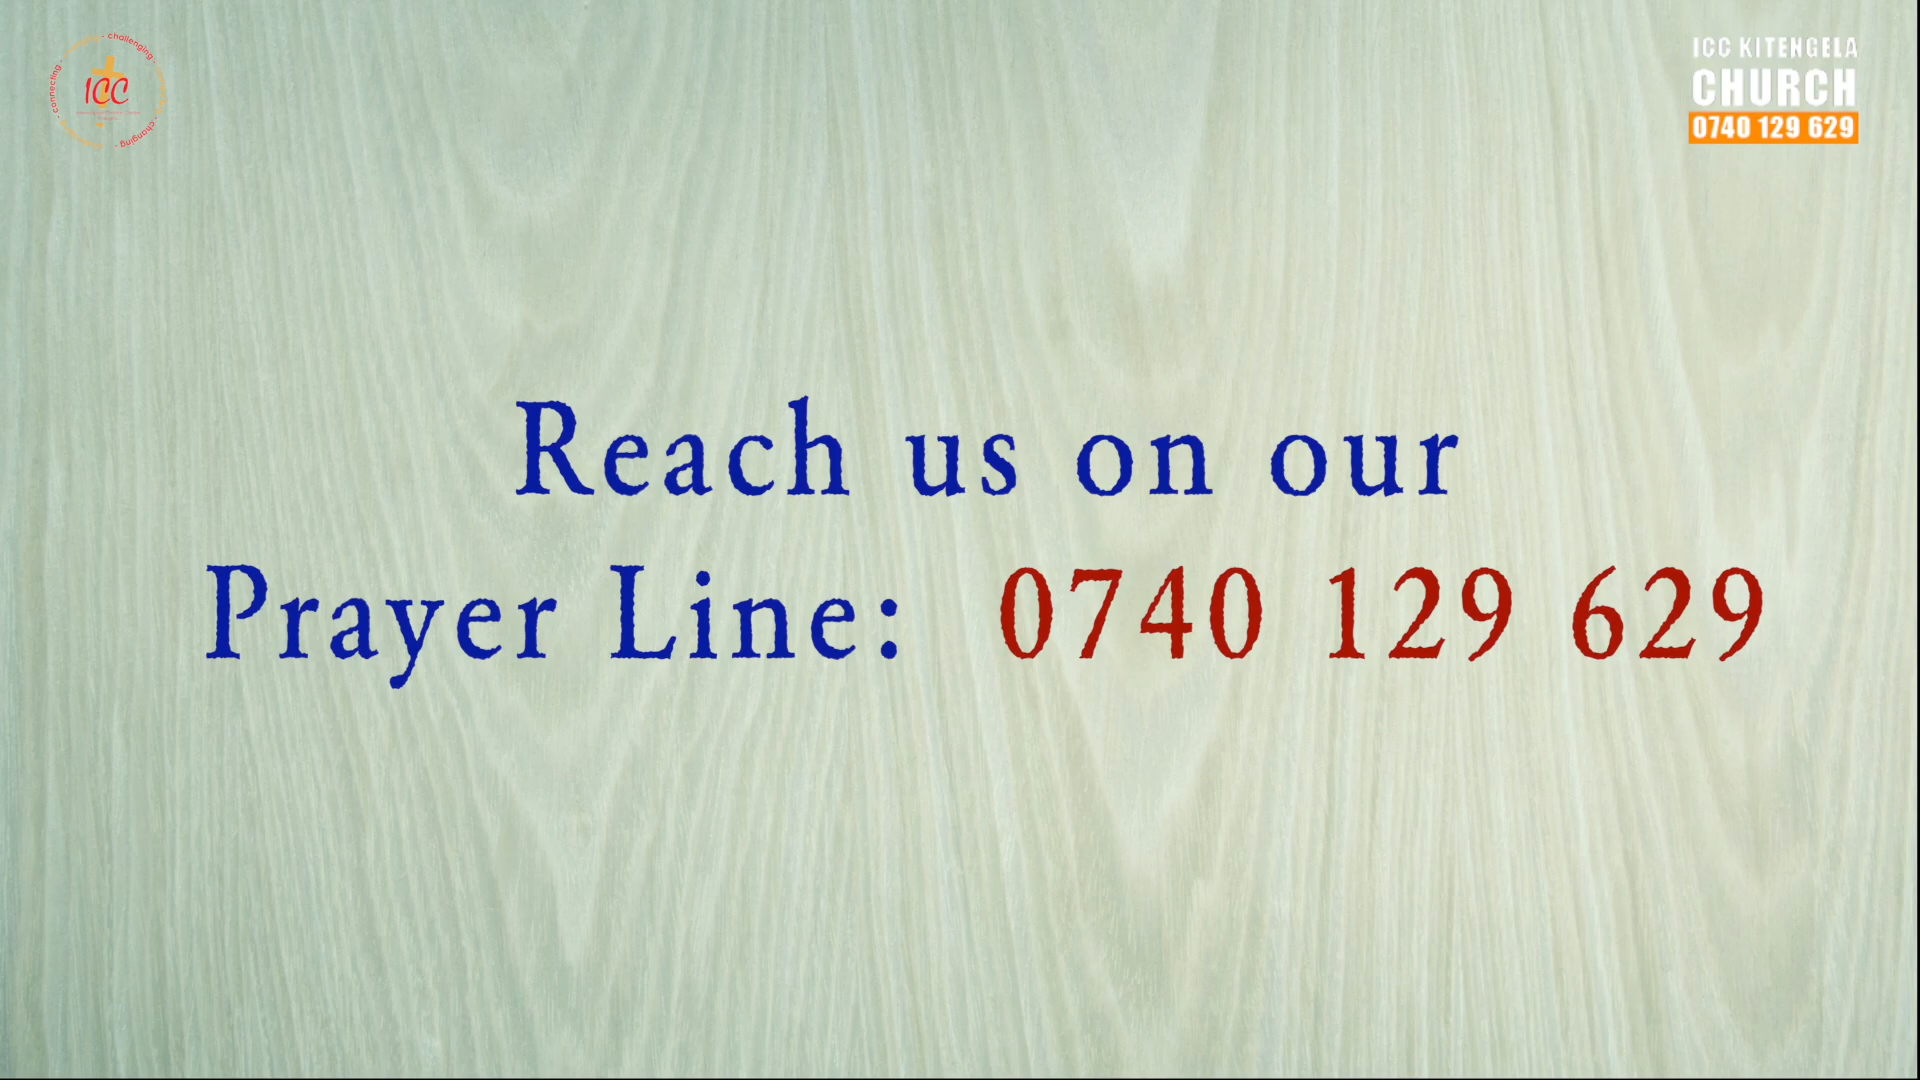 connecting - challenging - changing -
ICC
ICC KITENGELA
CHURCH
0740 129 629
Reach us on our
Prayer Line: 0740 129 629